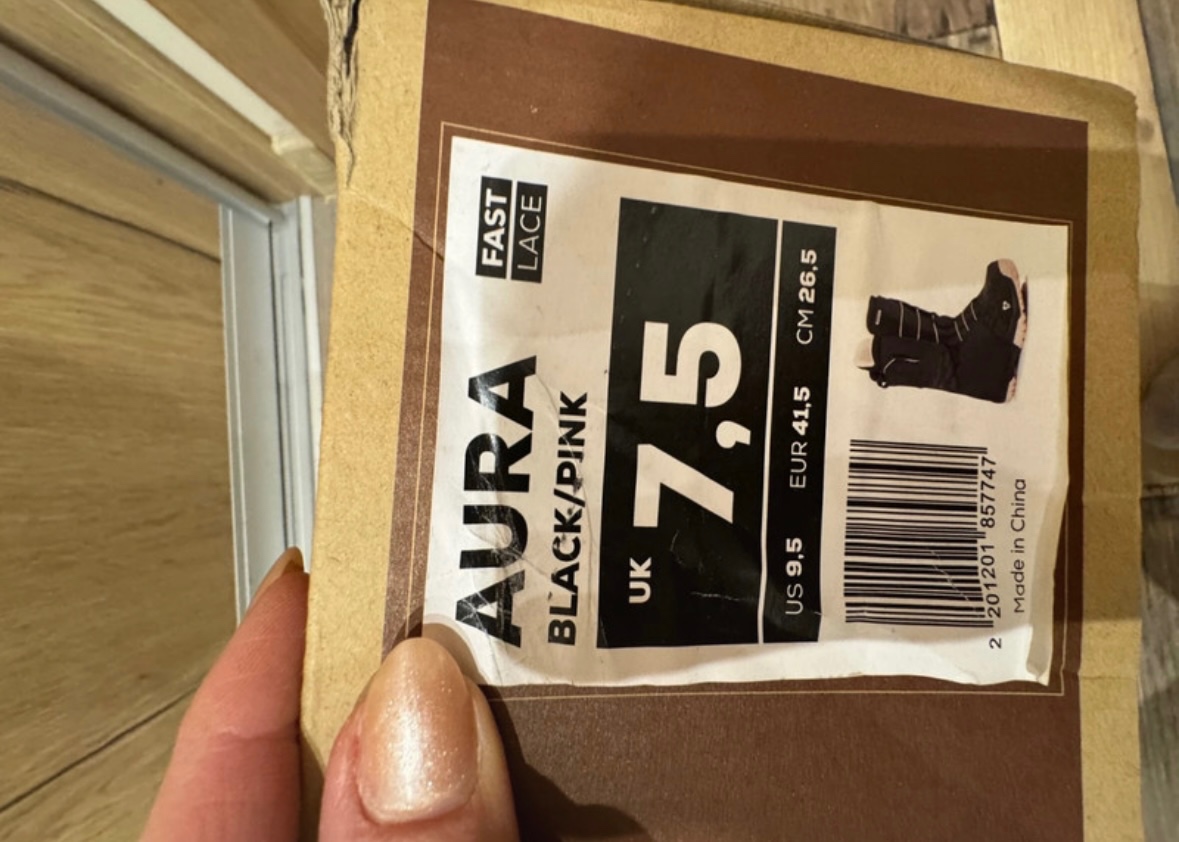 AURA
FAST
LACE
BLACK/PINK
UK 7,5
US 9,5 EUR 41,5 CM 26,5
2 201201 857747
Made in China